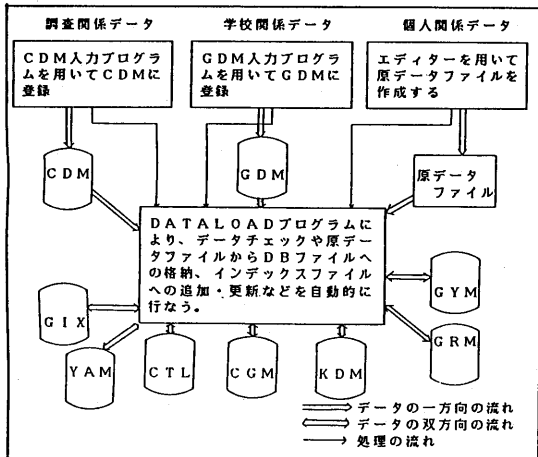 調査関係データ
学校関係データ
個人関係データ
CDM入力プログラ
ムを用いてCDMに
登録
GDM入力プログラ
ムを用いてGDMに
登録
エディターを用いて
原データファイルを
作成する
CDM
GDM
原データ
ファイル
DATALOADプログラムに
より、データチェックや原デー
タファイルからDBファイルへ
の格納、インデックスファイル
への追加・更新などを自動的に
行なう。
GYM
GIX
GRM
YAM
CTL
CGM
KDM
データの一方向の流れ
データの双方向の流れ
処理の流れ